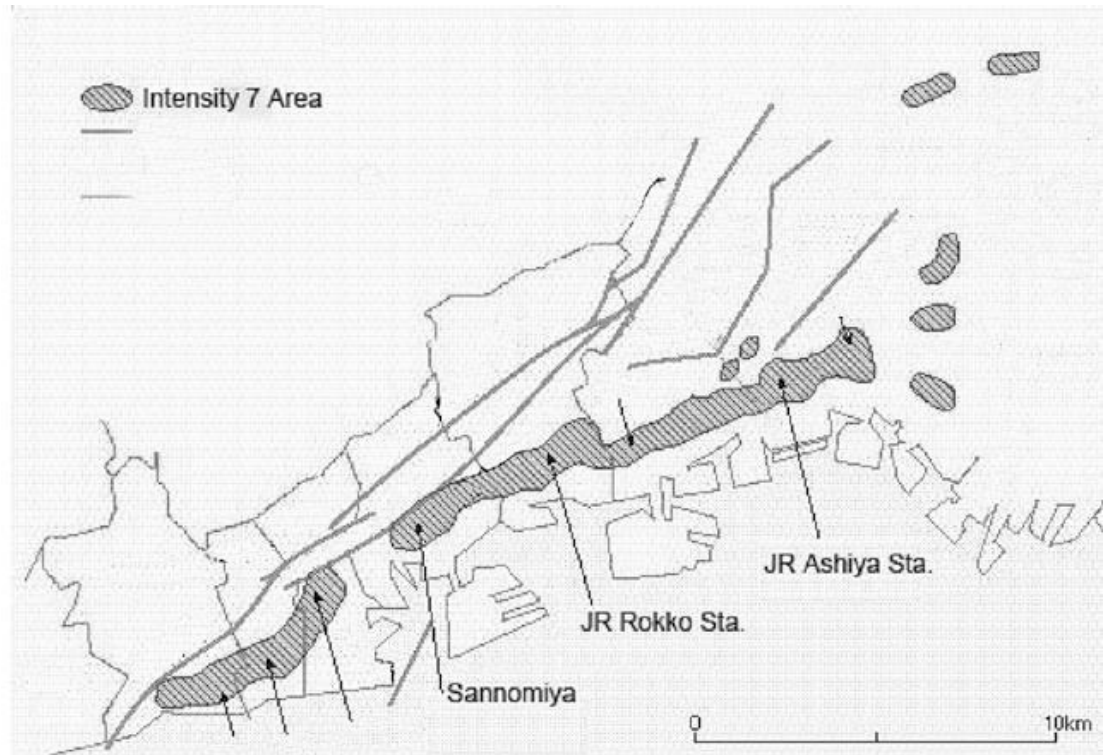 Intensity 7 Area
JR Ashiya Sta.
JR Rokko Sta.
Sannomiya
0 10km